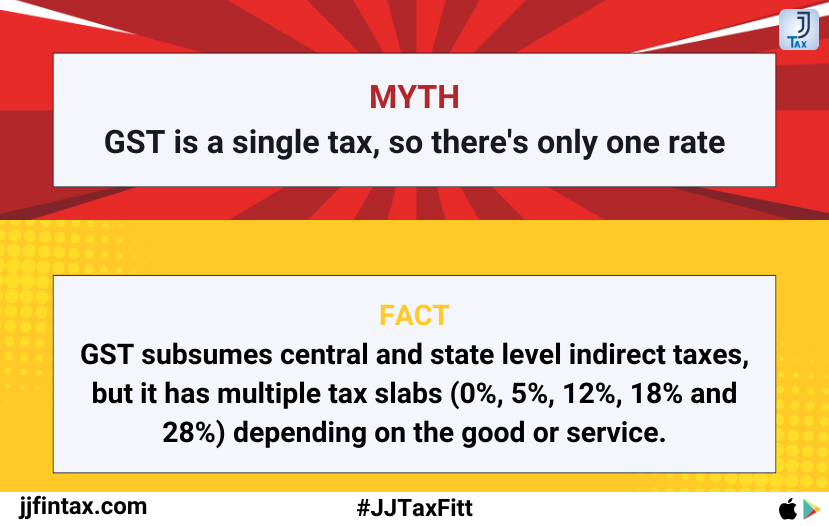 J
TAX
MYTH
GST is a single tax, so there's only one rate
FACT
GST subsumes central and state level indirect taxes,
but it has multiple tax slabs (0%, 5%, 12%, 18% and
28%) depending on the good or service.
jjfintax.com
#JJTaxFitt